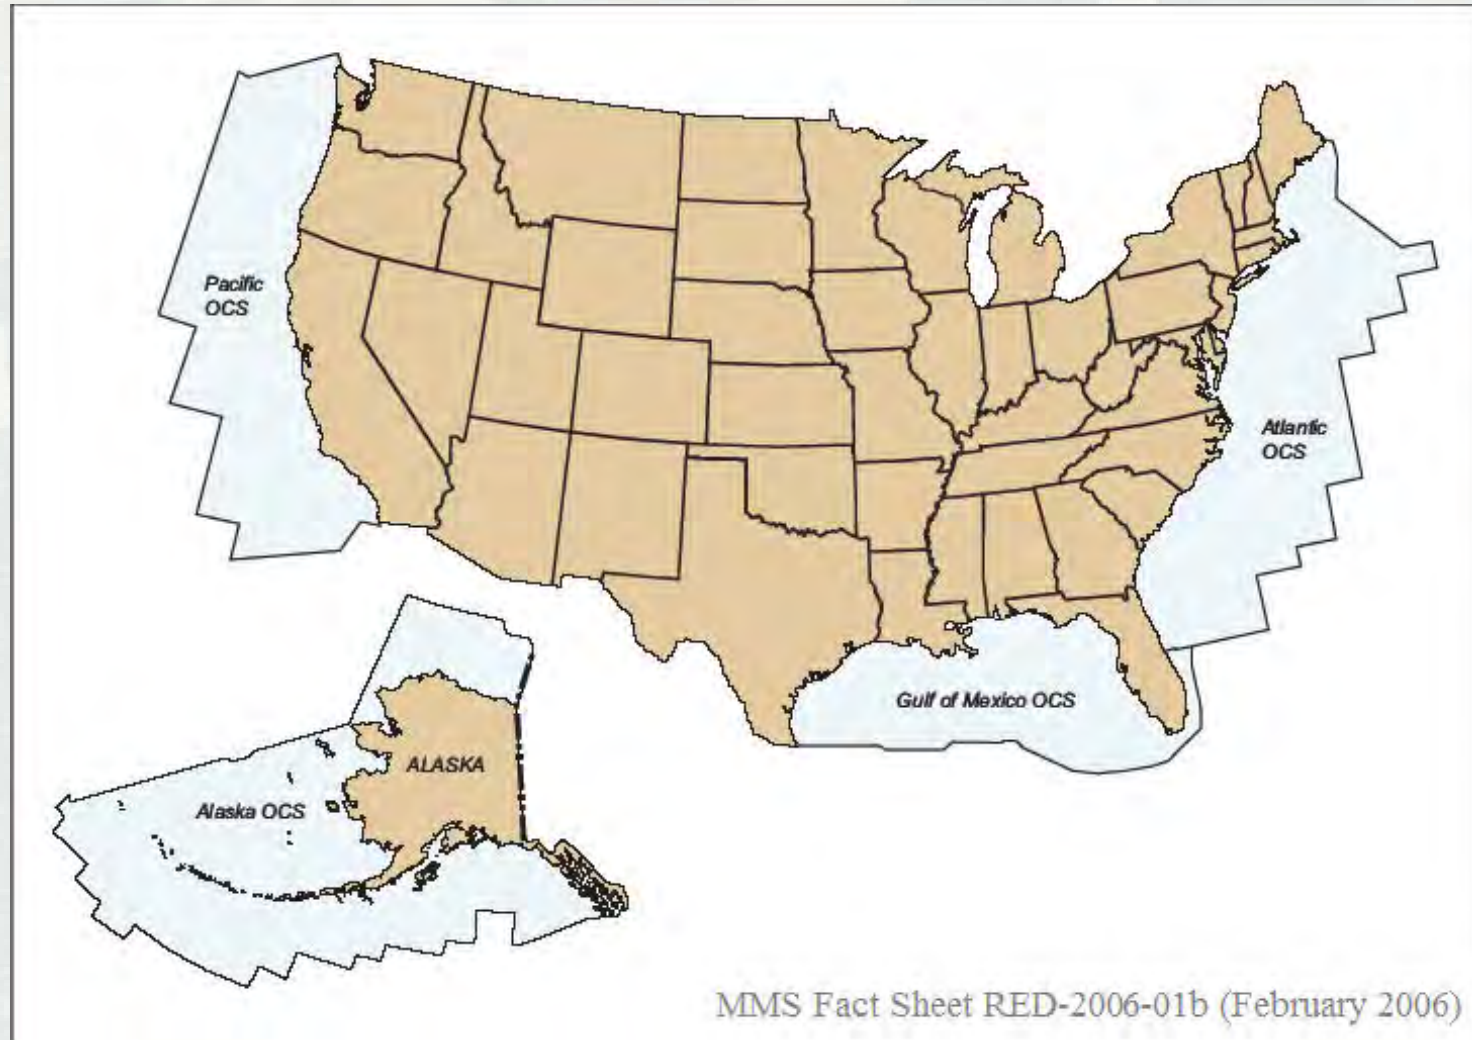 Pacific
OCS
Atlantic
OCS
Gulf of Mexico OCS
ALASKA
Alaska OCS
MMS Fact Sheet RED-2006-01b (February 2006)